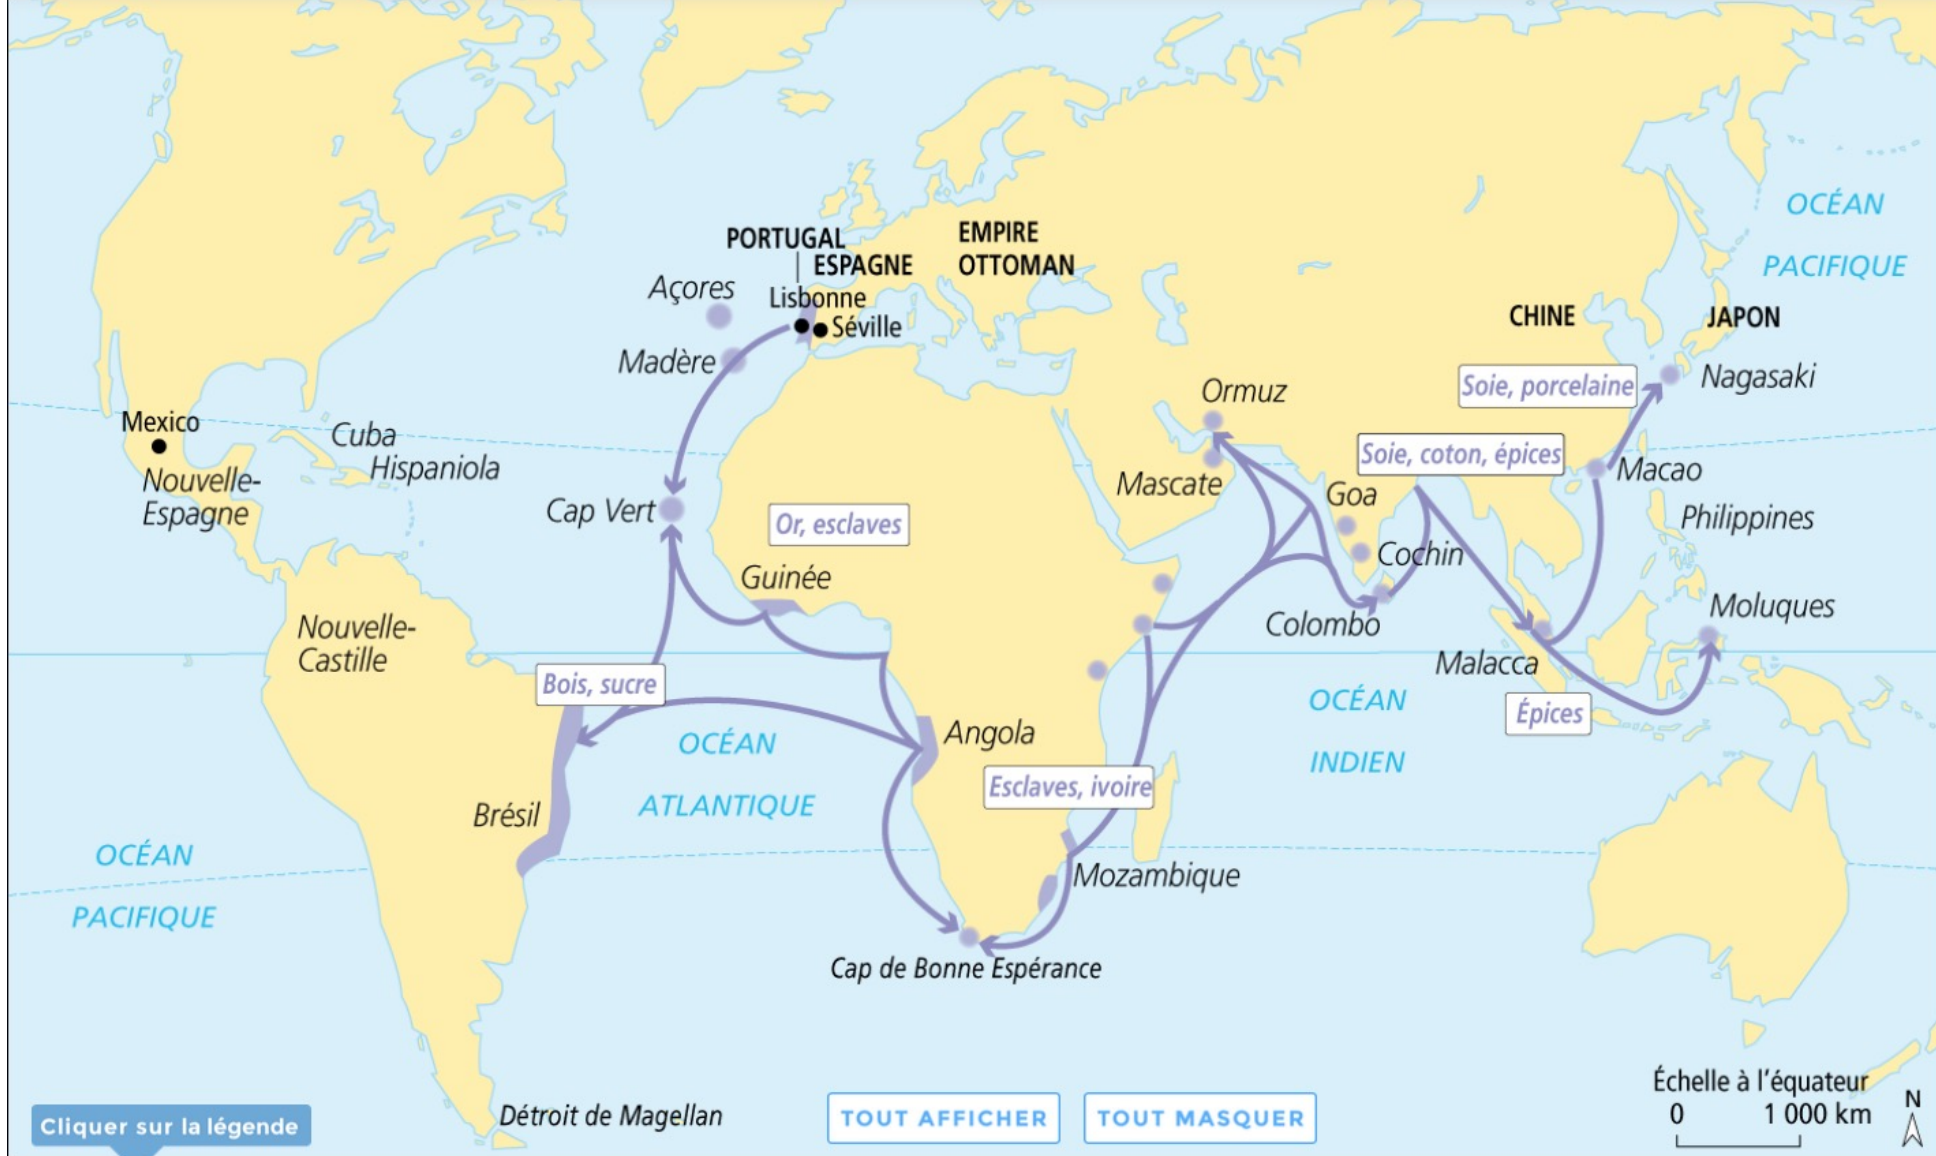 OCÉAN
PACIFIQUE
PORTUGAL
ESPAGNE
EMPIRE
OTTOMAN
Açores
Lisbonne
Séville
Madère
CHINE
JAPON
Nagasaki
Soie, porcelaine
Ormuz
Mexico
Cuba
Hispaniola
Nouvelle-
Espagne
Soie, coton, épices
Macao
Mascate
Goa
Cap Vert
Or, esclaves
Philippines
Cochin
Guinée
Nouvelle-
Castille
Colombo
Moluques
Malacca
Bois, sucre
Épices
OCÉAN
ATLANTIQUE
Angola
OCÉAN
INDIEN
Esclaves, ivoire
Brésil
OCÉAN
PACIFIQUE
Mozambique
Cap de Bonne Espérance
Détroit de Magellan
Échelle à l'équateur
0 1 000 km
N
Cliquer sur la légende
TOUT AFFICHER
TOUT MASQUER